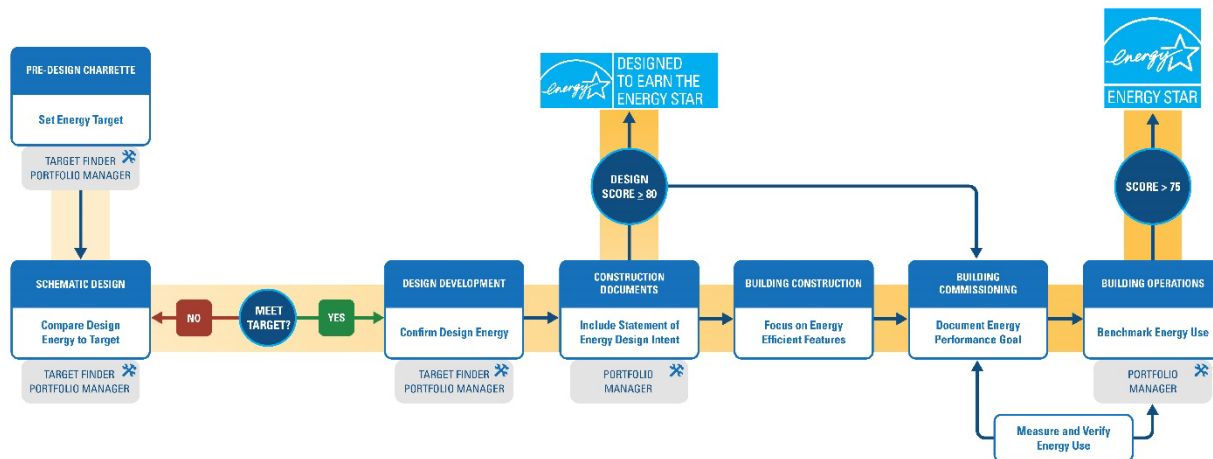 PRE-DESIGN CHARRETTE
Set Energy Target
TARGET FINDER
PORTFOLIO MANAGER
energy
DESIGNED
TO EARN THE
ENERGY STAR
energy
ENERGY STAR
DESIGN
SCORE ≥ 80
SCORE > 75
SCHEMATIC DESIGN
Compare Design
Energy to Target
TARGET FINDER
PORTFOLIO MANAGER
NO
MEET
TARGET?
YES
DESIGN DEVELOPMENT
Confirm Design Energy
TARGET FINDER
PORTFOLIO MANAGER
CONSTRUCTION
DOCUMENTS
Include Statement of
Energy Design Intent
PORTFOLIO
MANAGER
BUILDING CONSTRUCTION
Focus on Energy
Efficient Features
BUILDING
COMMISSIONING
Document Energy
Performance Goal
BUILDING OPERATIONS
Benchmark Energy Use
PORTFOLIO
MANAGER
Measure and Verify
Energy Use